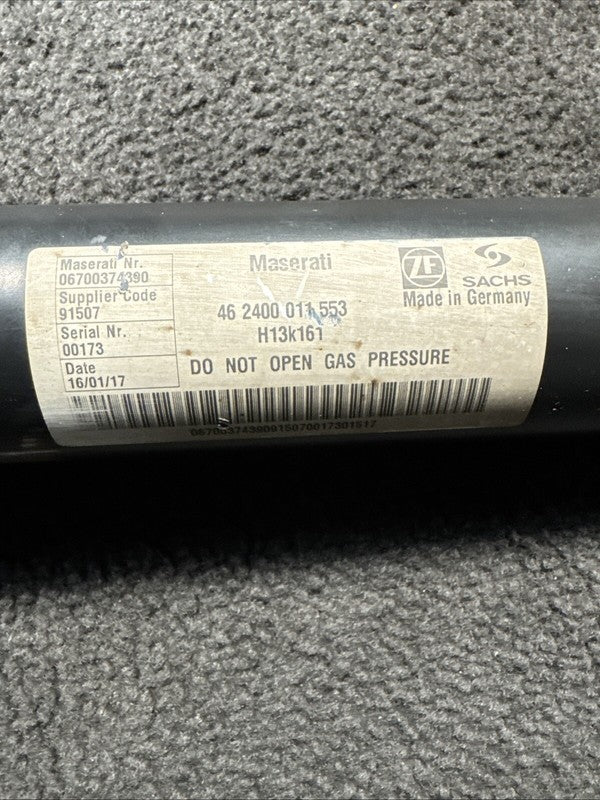 Maserati Nr.
06700374390
Supplier Code
91507
Serial Nr.
00173
Date
16/01/17
Maserati
46 2400 011 553
H13k161
DO NOT OPEN GAS PRESSURE
ZF
SACHS
Made in Germany
06700374390915070017301517